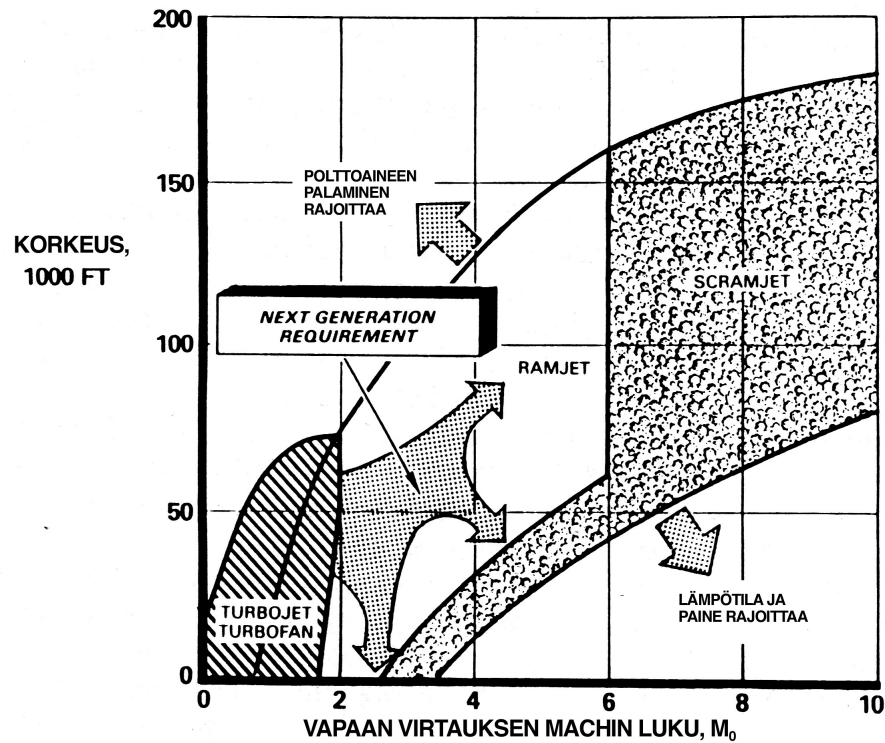 200
150
100
50
0
KORKEUS,
1000 FT
POLTTOAINEEN
PALAMINEN
RAJOITTAA
NEXT GENERATION
REQUIREMENT
RAMJET
SCRAMJET
TURBOJET
TURBOFAN
LÄMPÖTILA JA
PAINE RAJOITTAA
0 2 4 6 8 10
VAPAAN VIRTAUKSEN MACHIN LUKU, M₀